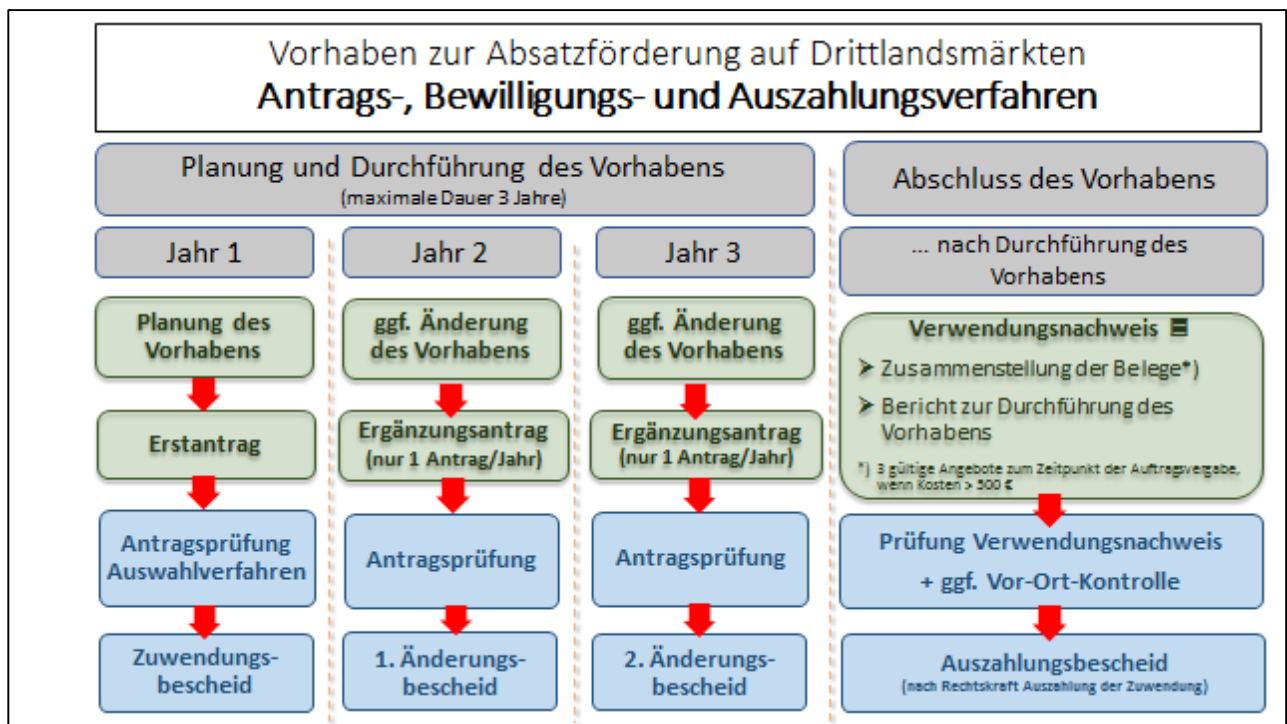 Vorhaben zur Absatzförderung auf Drittlandsmärkten
Antrags-, Bewilligungs- und Auszahlungsverfahren
Planung und Durchführung des Vorhabens
(maximale Dauer 3 Jahre)
Jahr 1
Planung des
Vorhabens
Erstantrag
Antragsprüfung
Auswahlverfahren
Zuwendungs-
bescheid
Jahr 2
ggf. Änderung
des Vorhabens
Ergänzungsantrag
(nur 1 Antrag/Jahr)
Antragsprüfung
1. Änderungs-
bescheid
Jahr 3
ggf. Änderung
des Vorhabens
Ergänzungsantrag
(nur 1 Antrag/Jahr)
Antragsprüfung
2. Änderungs-
bescheid
Abschluss des Vorhabens
... nach Durchführung des
Vorhabens
Verwendungsnachweis =
➢ Zusammenstellung der Belege*)
➢ Bericht zur Durchführung des
Vorhabens
*) 3 gültige Angebote zum Zeitpunkt der Auftragsvergabe,
wenn Kosten > 500 €
Prüfung Verwendungsnachweis
+ ggf. Vor-Ort-Kontrolle
Auszahlungsbescheid
(nach Rechtskraft Auszahlung der Zuwendung)